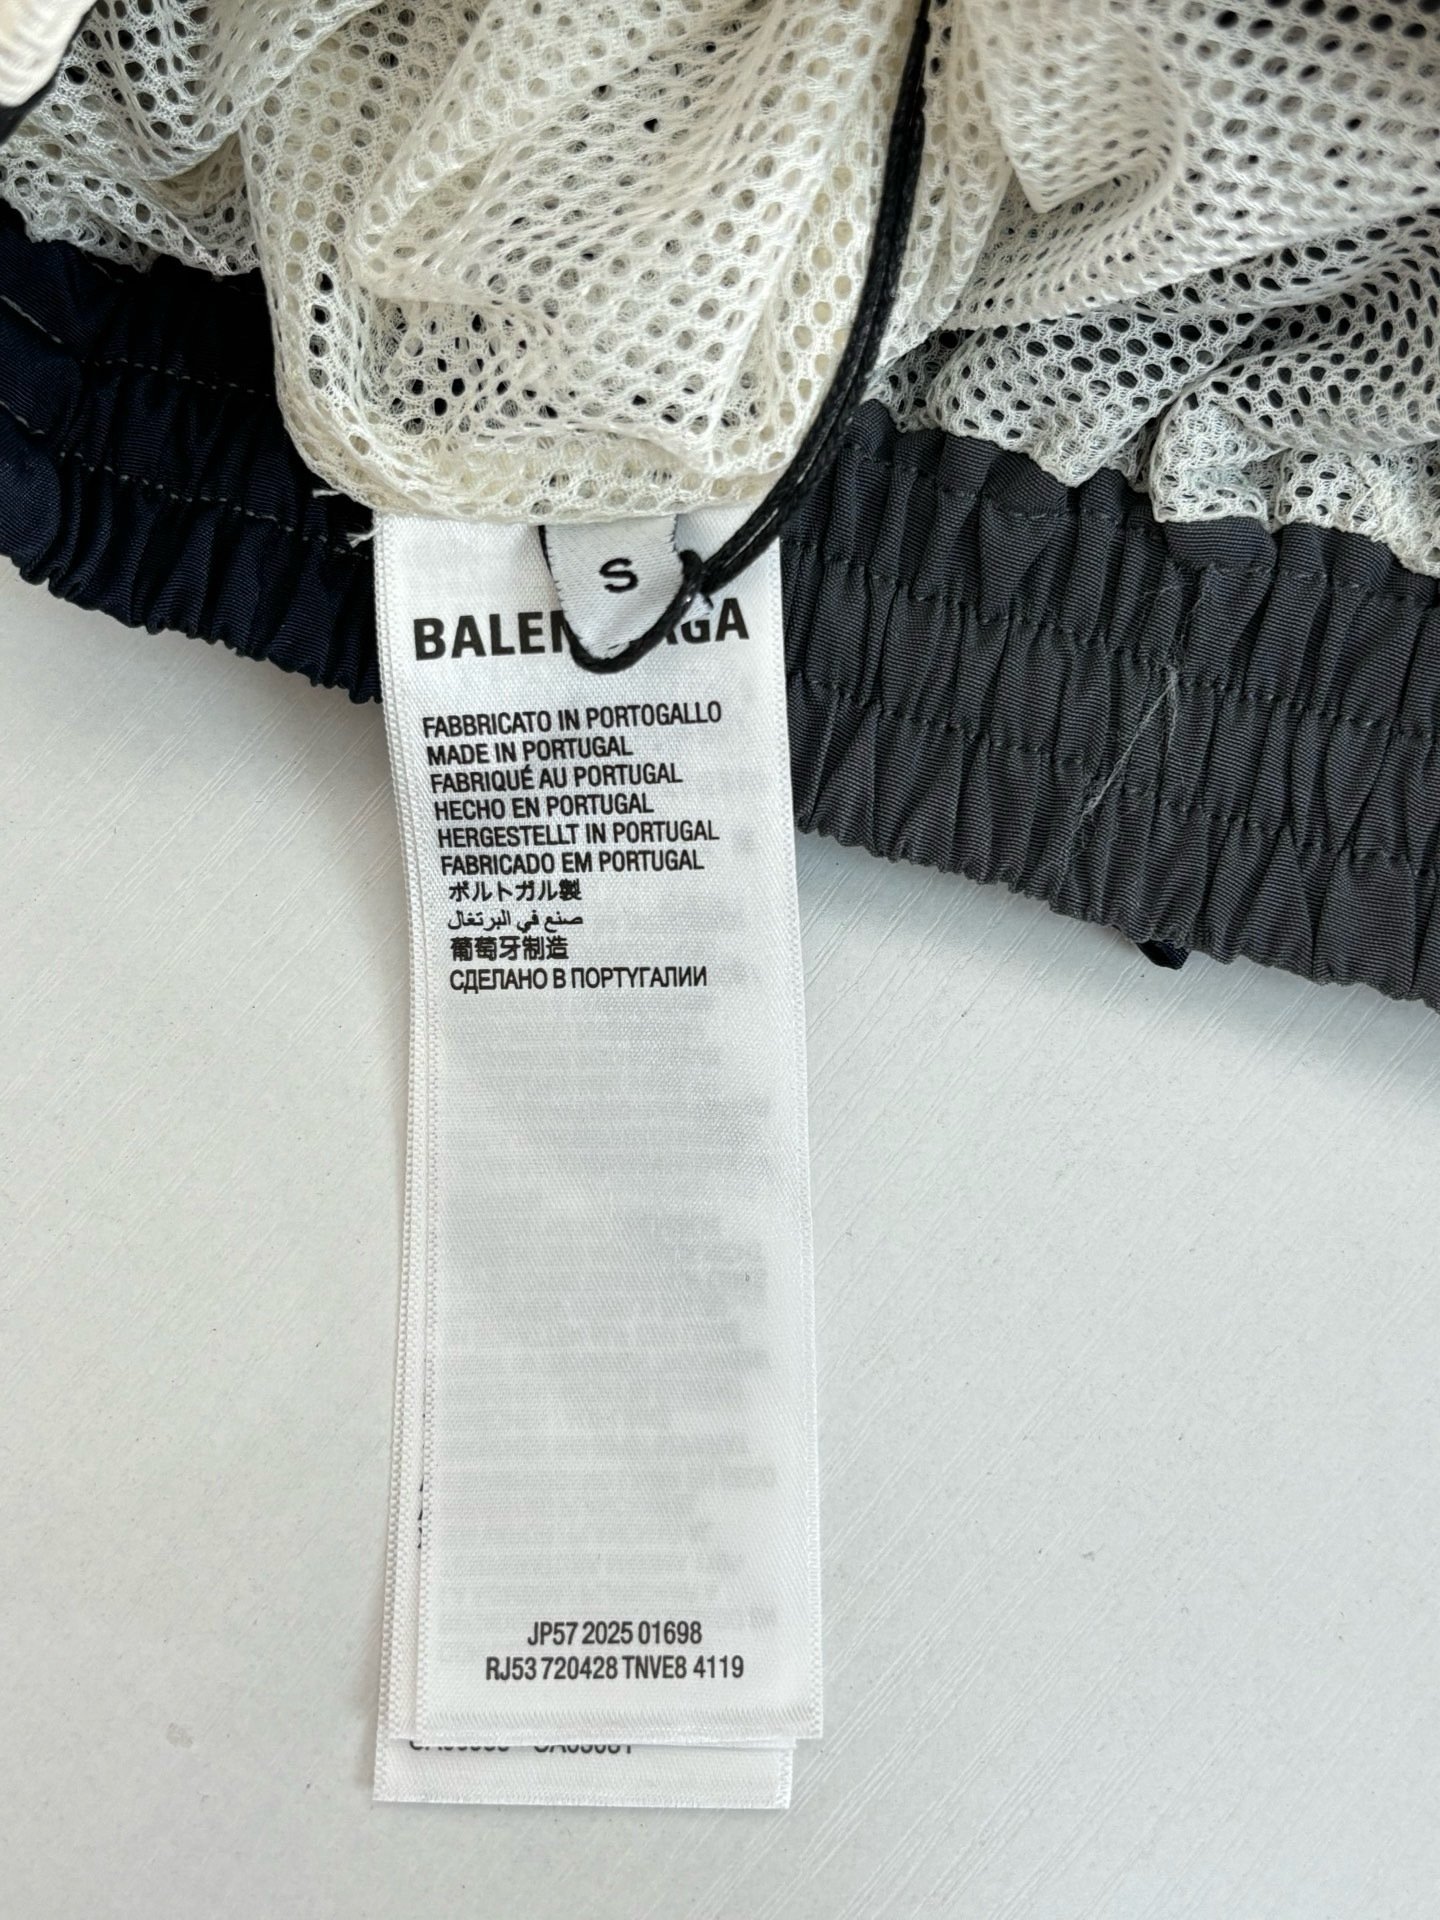 S
FABBRICATO IN PORTOGALLO
MADE IN PORTUGAL
FABRIQUÉ AU PORTUGAL
HECHO EN PORTUGAL
HERGESTELLT IN PORTUGAL
FABRICADO EM PORTUGAL
ポルトガル製
صنع في البرتغال
葡萄牙制造
СДЕЛАНО В ПОРТУГАЛИИ
JP57 2025 01698
RJ53 720428 TNVE8 4119